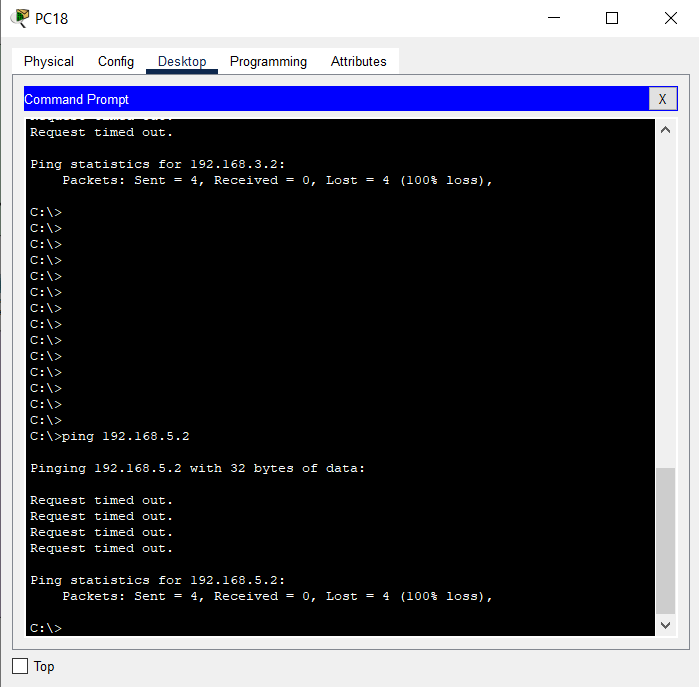 PC18
Physical Config Desktop Programming Attributes
Command Prompt X
Request timed out.
Request timed out.

Ping statistics for 192.168.3.2:
    Packets: Sent = 4, Received = 0, Lost = 4 (100% loss),

C:\>
C:\>
C:\>
C:\>
C:\>
C:\>
C:\>
C:\>
C:\>
C:\>
C:\>
C:\>
C:\>
C:\>
C:\>ping 192.168.5.2

Pinging 192.168.5.2 with 32 bytes of data:

Request timed out.
Request timed out.
Request timed out.
Request timed out.

Ping statistics for 192.168.5.2:
    Packets: Sent = 4, Received = 0, Lost = 4 (100% loss),

C:\>
Top